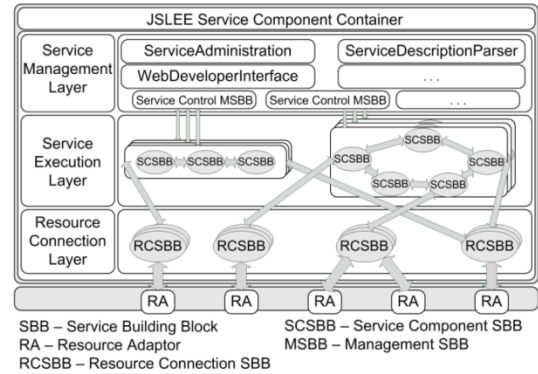 JSLEE Service Component Container
Service
Management
Layer
ServiceAdministration
ServiceDescriptionParser
WebDeveloperInterface
. . .
Service Control MSBB
Service Control MSBB
. . .
Service
Execution
Layer
SCSBB
SCSBB
SCSBB
SCSBB
SCSBB
SCSBB
SCSBB
SCSBB
Resource
Connection
Layer
RCSBB
RCSBB
RCSBB
RCSBB
RA
RA
RA
RA
RA
SBB – Service Building Block
RA – Resource Adaptor
RCSBB – Resource Connection SBB
SCSBB – Service Component SBB
MSBB – Management SBB